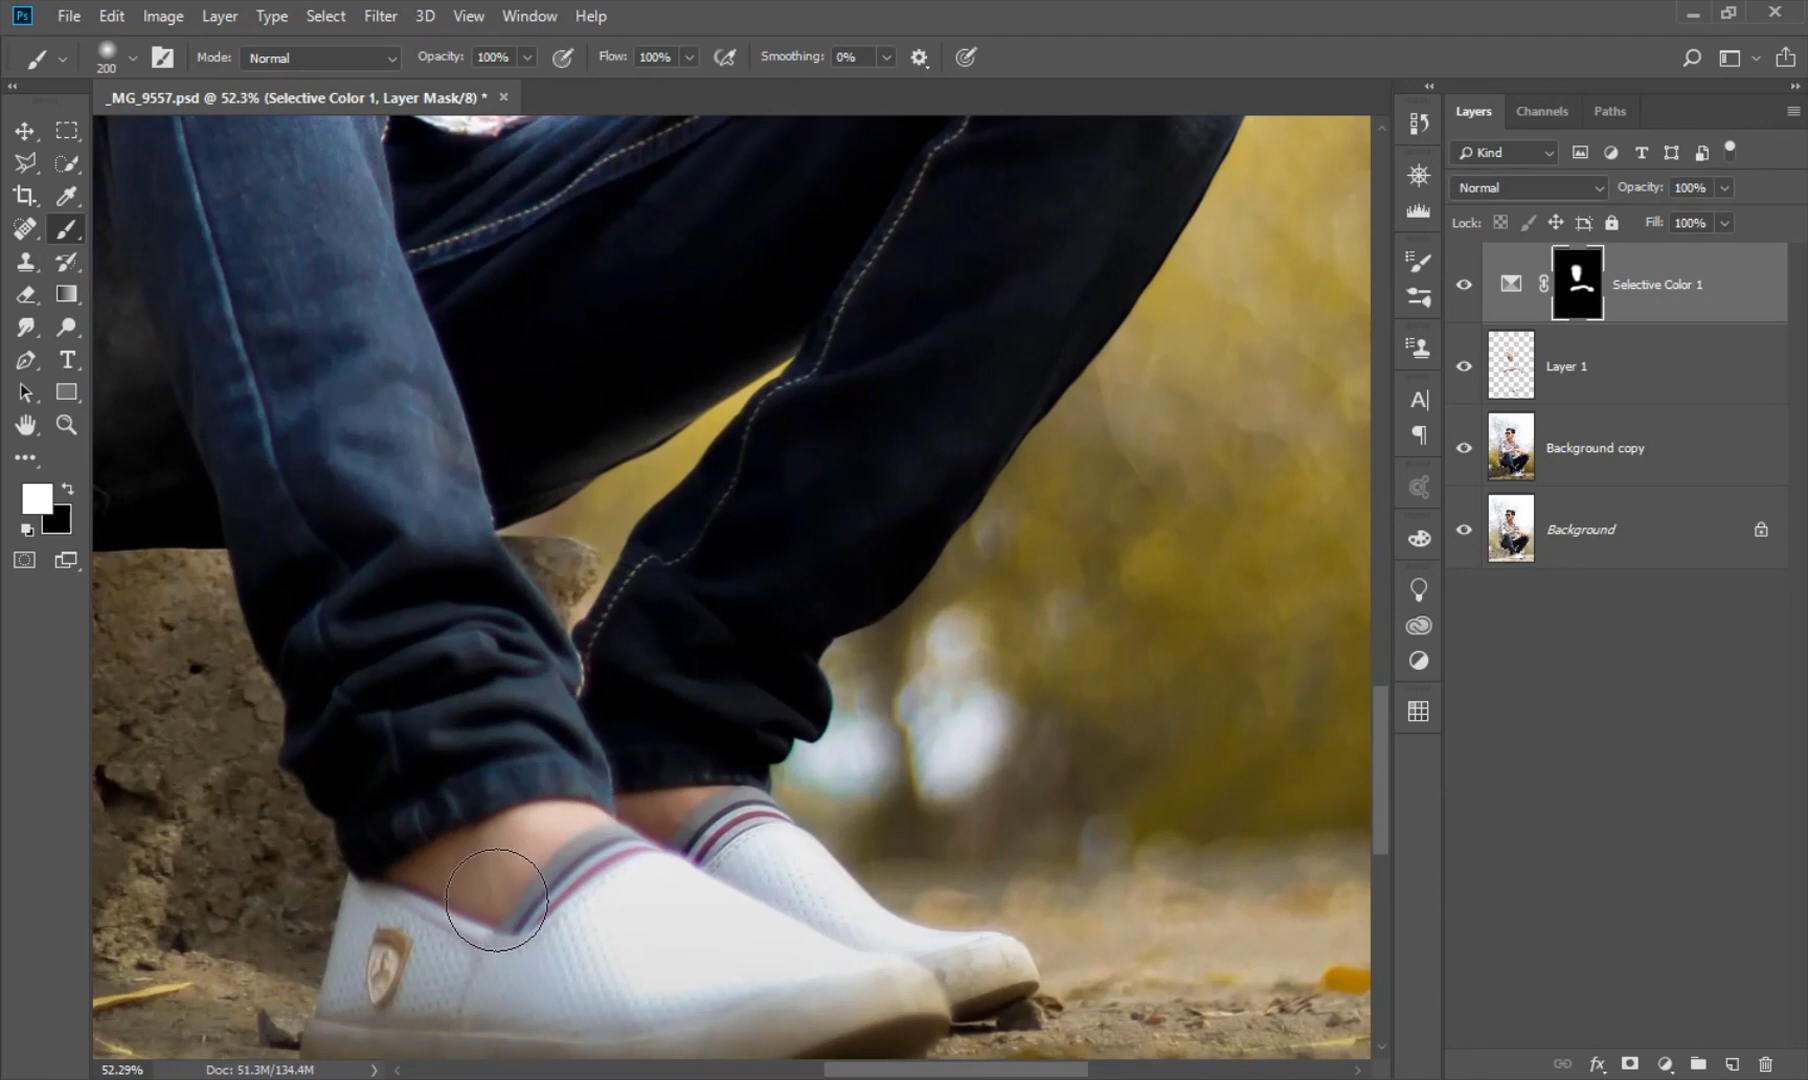 Ps File Edit Image Layer Type Select Filter 3D View Window Help
200 Mode: Normal Opacity: 100% Flow: 100% Smoothing: 0%
_MG_9557.psd @ 52.3% (Selective Color 1, Layer Mask/8) *
Layers Channels Paths
Kind
Normal Opacity: 100%
Lock: Fill: 100%
Selective Color 1
Layer 1
Background copy
Background
52.29% Doc: 51.3M/134.4M